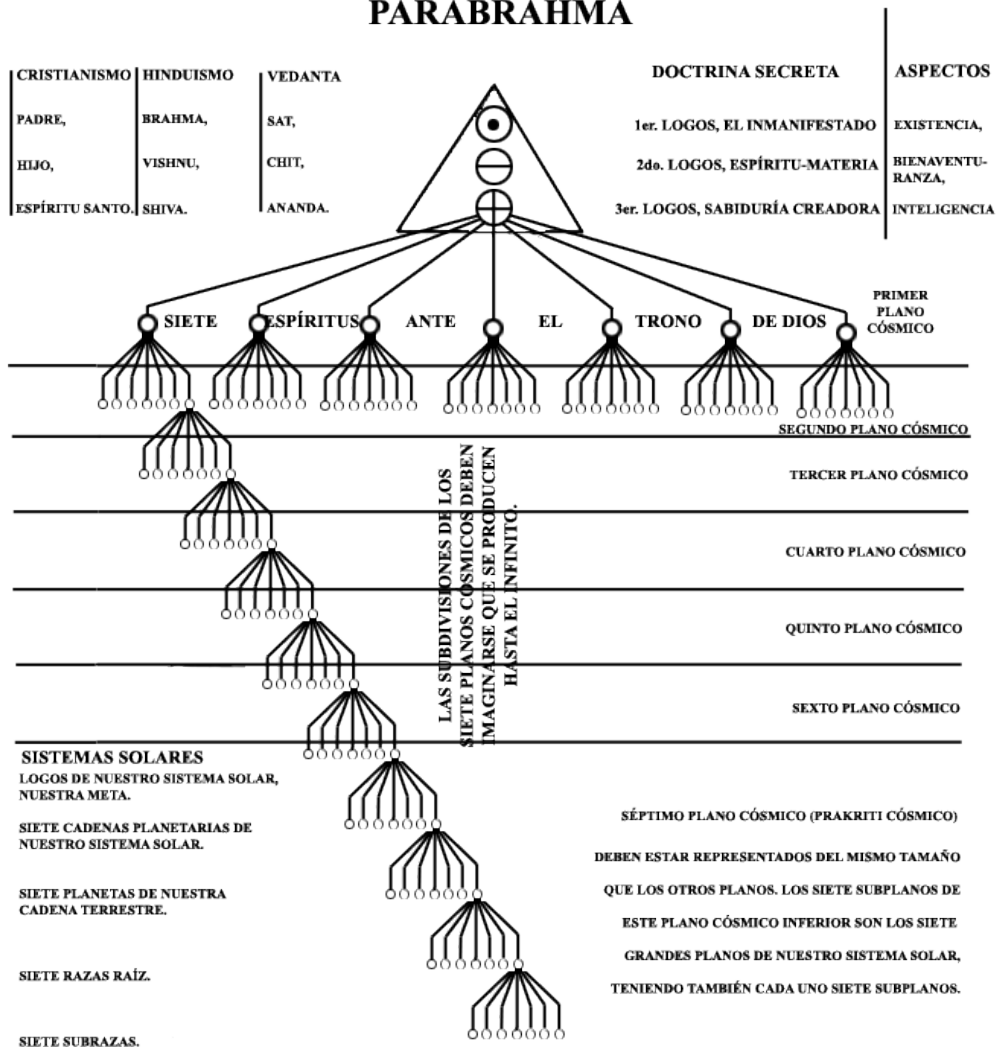 PARABRAHMA
CRISTIANISMO
PADRE,
HIJO,
ESPÍRITU SANTO.
HINDUISMO
BRAHMA,
VISHNU,
SHIVA.
VEDANTA
SAT,
CHIT,
ANANDA.
DOCTRINA SECRETA
1er. LOGOS, EL INMANIFESTADO
2do. LOGOS, ESPÍRITU-MATERIA
3er. LOGOS, SABIDURÍA CREADORA
ASPECTOS
EXISTENCIA,
BIENAVENTU-
RANZA,
INTELIGENCIA
SIETE ESPÍRITUS ANTE EL TRONO DE DIOS
PRIMER
PLANO
CÓSMICO
SEGUNDO PLANO CÓSMICO
TERCER PLANO CÓSMICO
CUARTO PLANO CÓSMICO
QUINTO PLANO CÓSMICO
SEXTO PLANO CÓSMICO
LAS SUBDIVISIONES DE LOS
SIETE PLANOS COSMICOS DEBEN
IMAGINARSE QUE SE PRODUCEN
HASTA EL INFINITO.
SISTEMAS SOLARES
LOGOS DE NUESTRO SISTEMA SOLAR,
NUESTRA META.
SIETE CADENAS PLANETARIAS DE
NUESTRO SISTEMA SOLAR.
SIETE PLANETAS DE NUESTRA
CADENA TERRESTRE.
SIETE RAZAS RAÍZ.
SIETE SUBRAZAS.
SÉPTIMO PLANO CÓSMICO (PRAKRITI CÓSMICO)
DEBEN ESTAR REPRESENTADOS DEL MISMO TAMAÑO
QUE LOS OTROS PLANOS. LOS SIETE SUBPLANOS DE
ESTE PLANO CÓSMICO INFERIOR SON LOS SIETE
GRANDES PLANOS DE NUESTRO SISTEMA SOLAR,
TENIENDO TAMBIÉN CADA UNO SIETE SUBPLANOS.